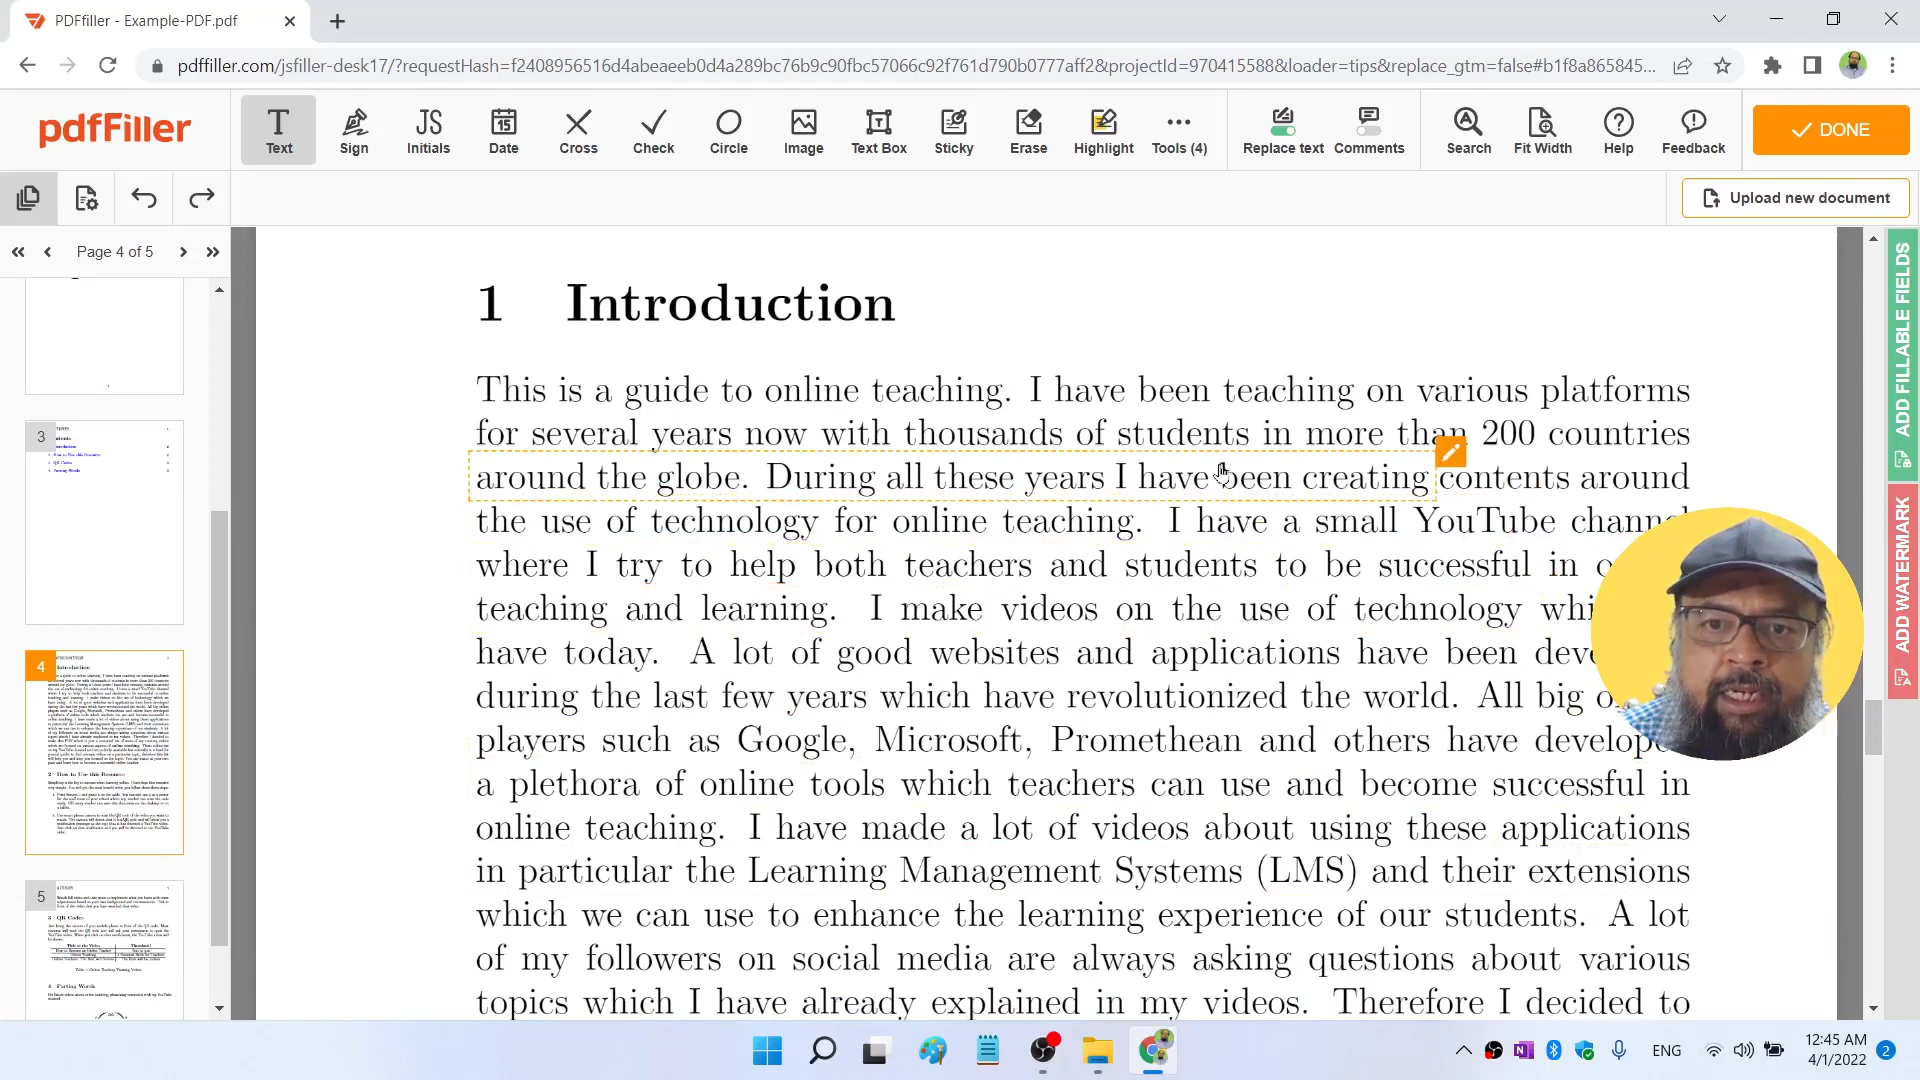 PDFfiller - Example-PDF.pdf
pdffiller.com/jsfiller-desk17/?requestHash=f2408956516d4abeaeeb0d4a289bc76b9c90fbc57066c92f761d790b0777aff2&projectId=970415588&loader=tips&replace_gtm=false#b1f8a865845...
pdfFiller
Text
Sign
Initials
Date
Cross
Check
Circle
Image
Text Box
Sticky
Erase
Highlight
Tools (4)
Replace text
Comments
Search
Fit Width
Help
Feedback
DONE
Upload new document
Page 4 of 5
3
4
5
1 Introduction
This is a guide to online teaching. I have been teaching on various platforms
for several years now with thousands of students in more than 200 countries
around the globe. During all these years I have been creating contents around
the use of technology for online teaching. I have a small YouTube channel
where I try to help both teachers and students to be successful in
teaching and learning. I make videos on the use of technology
have today. A lot of good websites and applications have been
during the last few years which have revolutionized the world. All big
players such as Google, Microsoft, Promethean and others have
a plethora of online tools which teachers can use and become successful in
online teaching. I have made a lot of videos about using these applications
in particular the Learning Management Systems (LMS) and their extensions
which we can use to enhance the learning experience of our students. A lot
of my followers on social media are always asking questions about various
topics which I have already explained in my videos. Therefore I decided to
ADD FILLABLE FIELDS
ADD WATERMARK
ENG
12:45 AM
4/1/2022
2